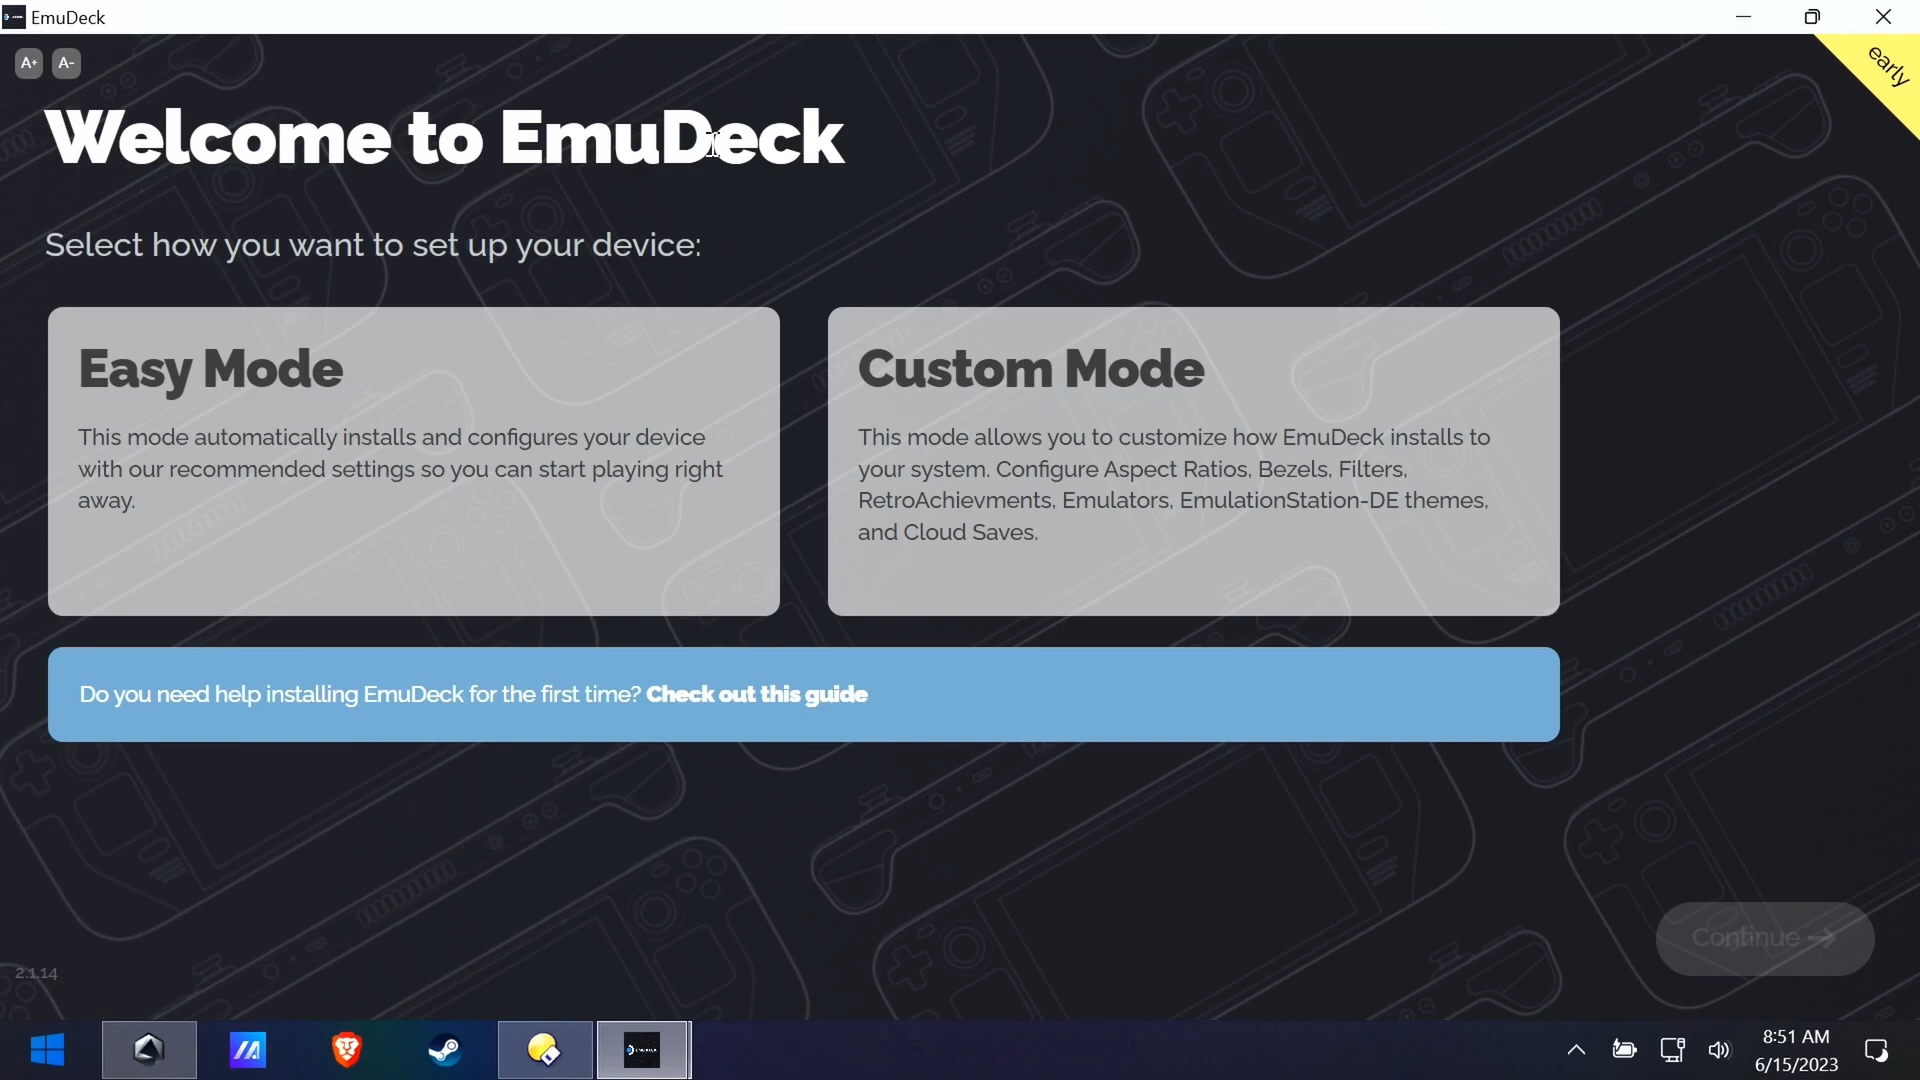 EmuDeck
A+ A-
early
Welcome to EmuDeck
Select how you want to set up your device:
Easy Mode
This mode automatically installs and configures your device
with our recommended settings so you can start playing right
away.
Custom Mode
This mode allows you to customize how EmuDeck installs to
your system. Configure Aspect Ratios, Bezels, Filters,
RetroAchievments, Emulators, EmulationStation-DE themes,
and Cloud Saves.
Do you need help installing EmuDeck for the first time? Check out this guide
Continue →
2.1.14
8:51 AM
6/15/2023